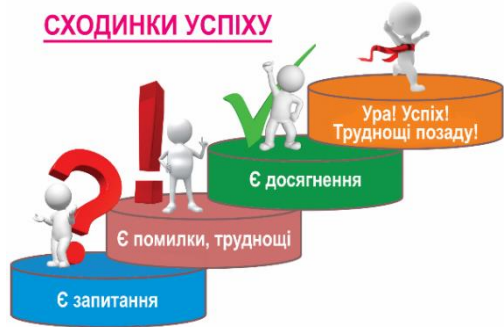 СХОДИНКИ УСПІХУ
Ура! Успіх!
Труднощі позаду!
Є досягнення
Є помилки, труднощі
Є запитання